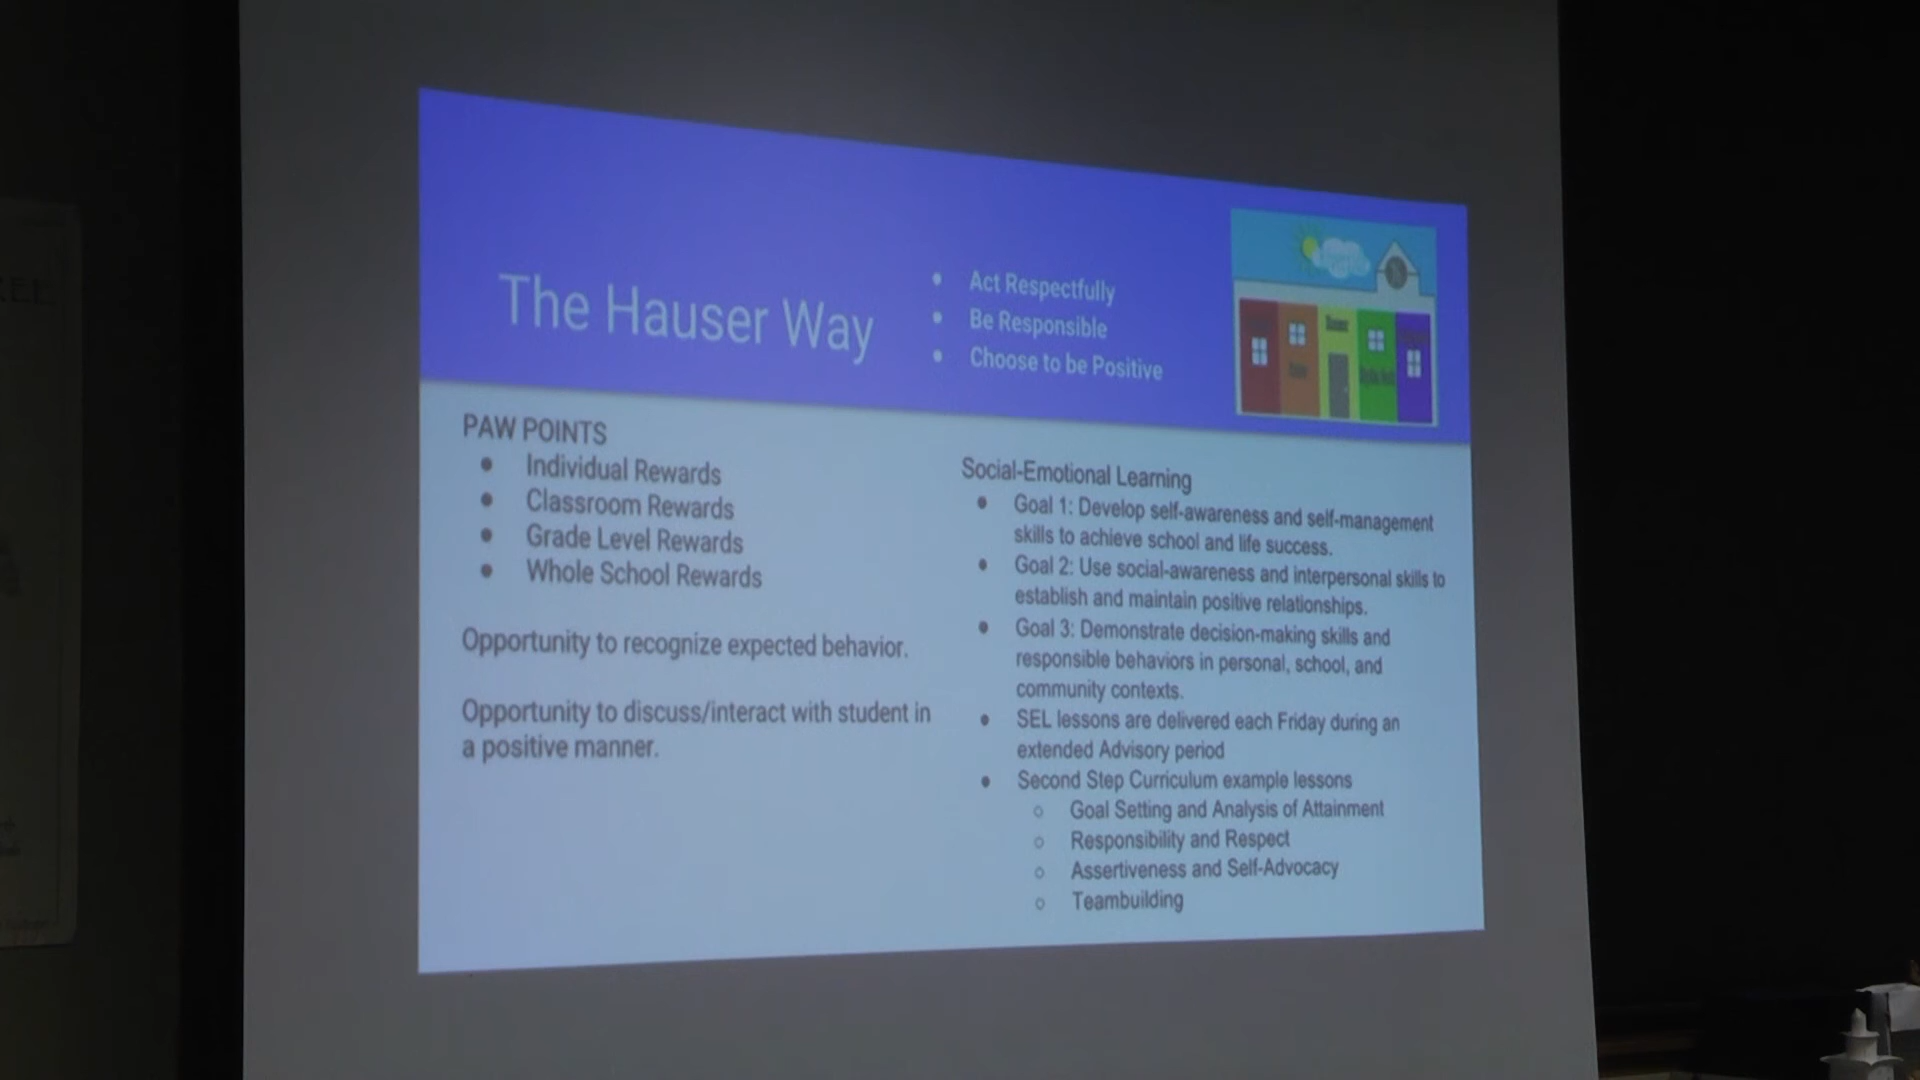 The Hauser Way
Act Respectfully
Be Responsible
Choose to be Positive
PAW POINTS
Individual Rewards
Classroom Rewards
Grade Level Rewards
Whole School Rewards
Opportunity to recognize expected behavior.
Opportunity to discuss/interact with student in
a positive manner.
Social-Emotional Learning
Goal 1: Develop self-awareness and self-management
skills to achieve school and life success.
Goal 2: Use social-awareness and interpersonal skills to
establish and maintain positive relationships.
Goal 3: Demonstrate decision-making skills and
responsible behaviors in personal, school, and
community contexts.
SEL lessons are delivered each Friday during an
extended Advisory period
Second Step Curriculum example lessons
Goal Setting and Analysis of Attainment
Responsibility and Respect
Assertiveness and Self-Advocacy
Teambuilding